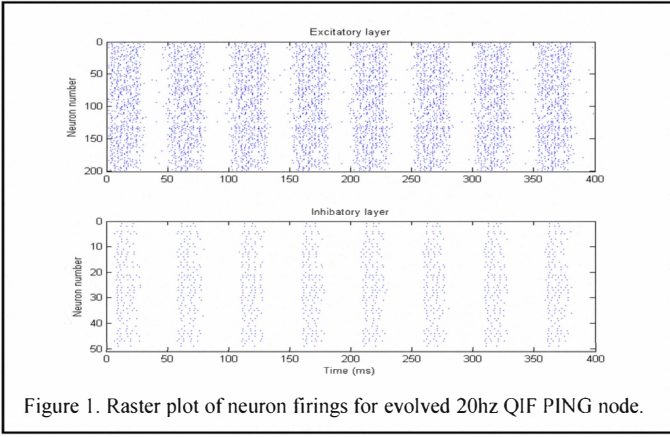 Excitatory layer
Neuron number
0
50
100
150
200
0 50 100 150 200 250 300 350 400
Inhibatory layer
Neuron number
0
10
20
30
40
50
0 50 100 150 200 250 300 350 400
Time (ms)
Figure 1. Raster plot of neuron firings for evolved 20hz QIF PING node.